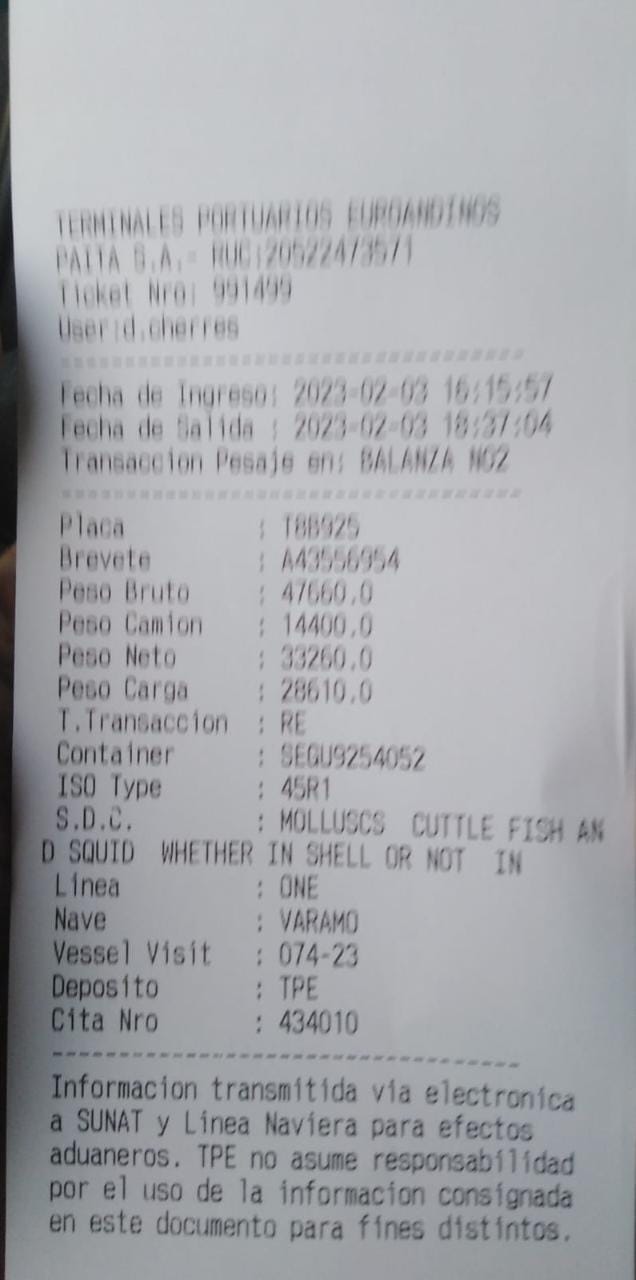 TERMINALES PORTUARIOS EUROANDINOS
PAITA S.A.- RUC:20522473571
Ticket Nro: 991499
User:d.cherres
----------------------------------
Fecha de Ingreso: 2023-02-03 16:15:57
Fecha de Salida : 2023-02-03 18:37:04
Transaccion Pesaje en: BALANZA NO2
----------------------------------
Placa : T8B925
Brevete : A43556954
Peso Bruto : 47660.0
Peso Camion : 14400.0
Peso Neto : 33260.0
Peso Carga : 28610.0
T.Transaccion : RE
Container : SEGU9254052
ISO Type : 45R1
S.D.C. : MOLLUSCS CUTTLE FISH AN
D SQUID WHETHER IN SHELL OR NOT IN
Linea : ONE
Nave : VARAMO
Vessel Visit : 074-23
Deposito : TPE
Cita Nro : 434010
----------------------------------
Informacion transmitida via electronica
a SUNAT y Linea Naviera para efectos
aduaneros. TPE no asume responsabilidad
por el uso de la informacion consignada
en este documento para fines distintos.